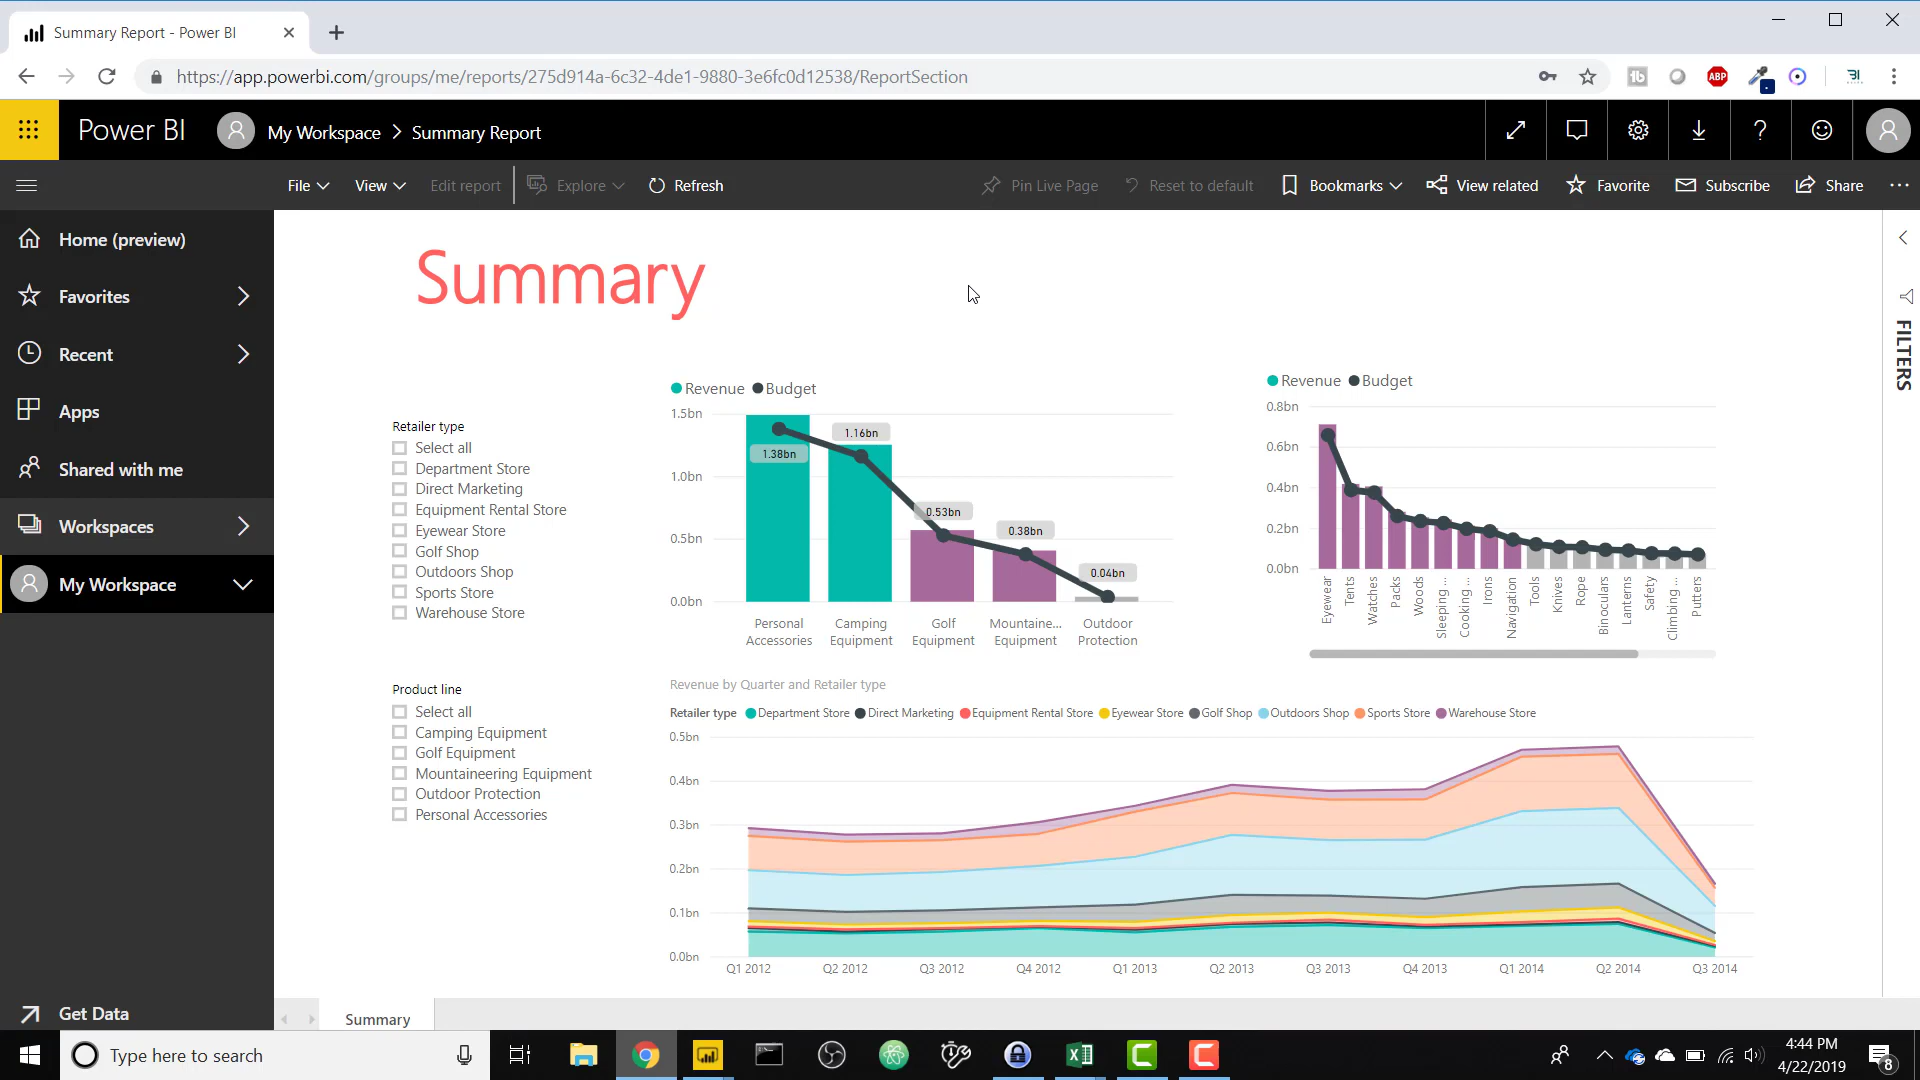 Summary Report - Power BI
https://app.powerbi.com/groups/me/reports/275d914a-6c32-4de1-9880-3e6fc0d12538/ReportSection
ABP
Power BI
My Workspace > Summary Report
File
View
Edit report
Explore
Refresh
Pin Live Page
Reset to default
Bookmarks
View related
Favorite
Subscribe
Share
Home (preview)
Favorites
Recent
Apps
Shared with me
Workspaces
My Workspace
Get Data
Summary
FILTERS
Retailer type
Select all
Department Store
Direct Marketing
Equipment Rental Store
Eyewear Store
Golf Shop
Outdoors Shop
Sports Store
Warehouse Store
Product line
Select all
Camping Equipment
Golf Equipment
Mountaineering Equipment
Outdoor Protection
Personal Accessories
Revenue Budget
1.5bn
1.0bn
0.5bn
0.0bn
1.38bn
1.16bn
0.53bn
0.38bn
0.04bn
Personal Accessories
Camping Equipment
Golf Equipment
Mountaine... Equipment
Outdoor Protection
Revenue Budget
0.8bn
0.6bn
0.4bn
0.2bn
0.0bn
Eyewear
Tents
Watches
Packs
Woods
Sleeping ...
Cooking ...
Irons
Navigation
Tools
Knives
Rope
Binoculars
Lanterns
Safety
Climbing ...
Putters
Revenue by Quarter and Retailer type
Retailer type Department Store Direct Marketing Equipment Rental Store Eyewear Store Golf Shop Outdoors Shop Sports Store Warehouse Store
0.5bn
0.4bn
0.3bn
0.2bn
0.1bn
0.0bn
Q1 2012 Q2 2012 Q3 2012 Q4 2012 Q1 2013 Q2 2013 Q3 2013 Q4 2013 Q1 2014 Q2 2014 Q3 2014
Summary
Type here to search
4:44 PM
4/22/2019
8